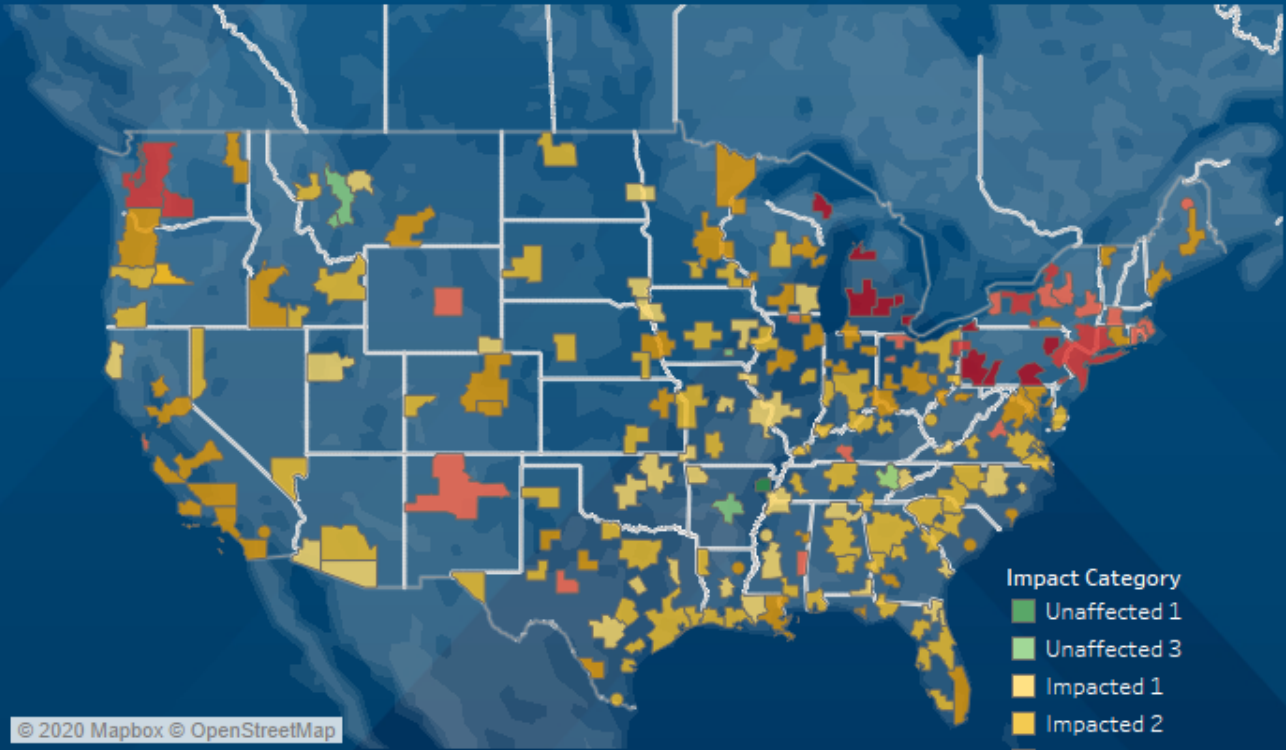 Impact Category
Unaffected 1
Unaffected 3
Impacted 1
Impacted 2
© 2020 Mapbox © OpenStreetMap